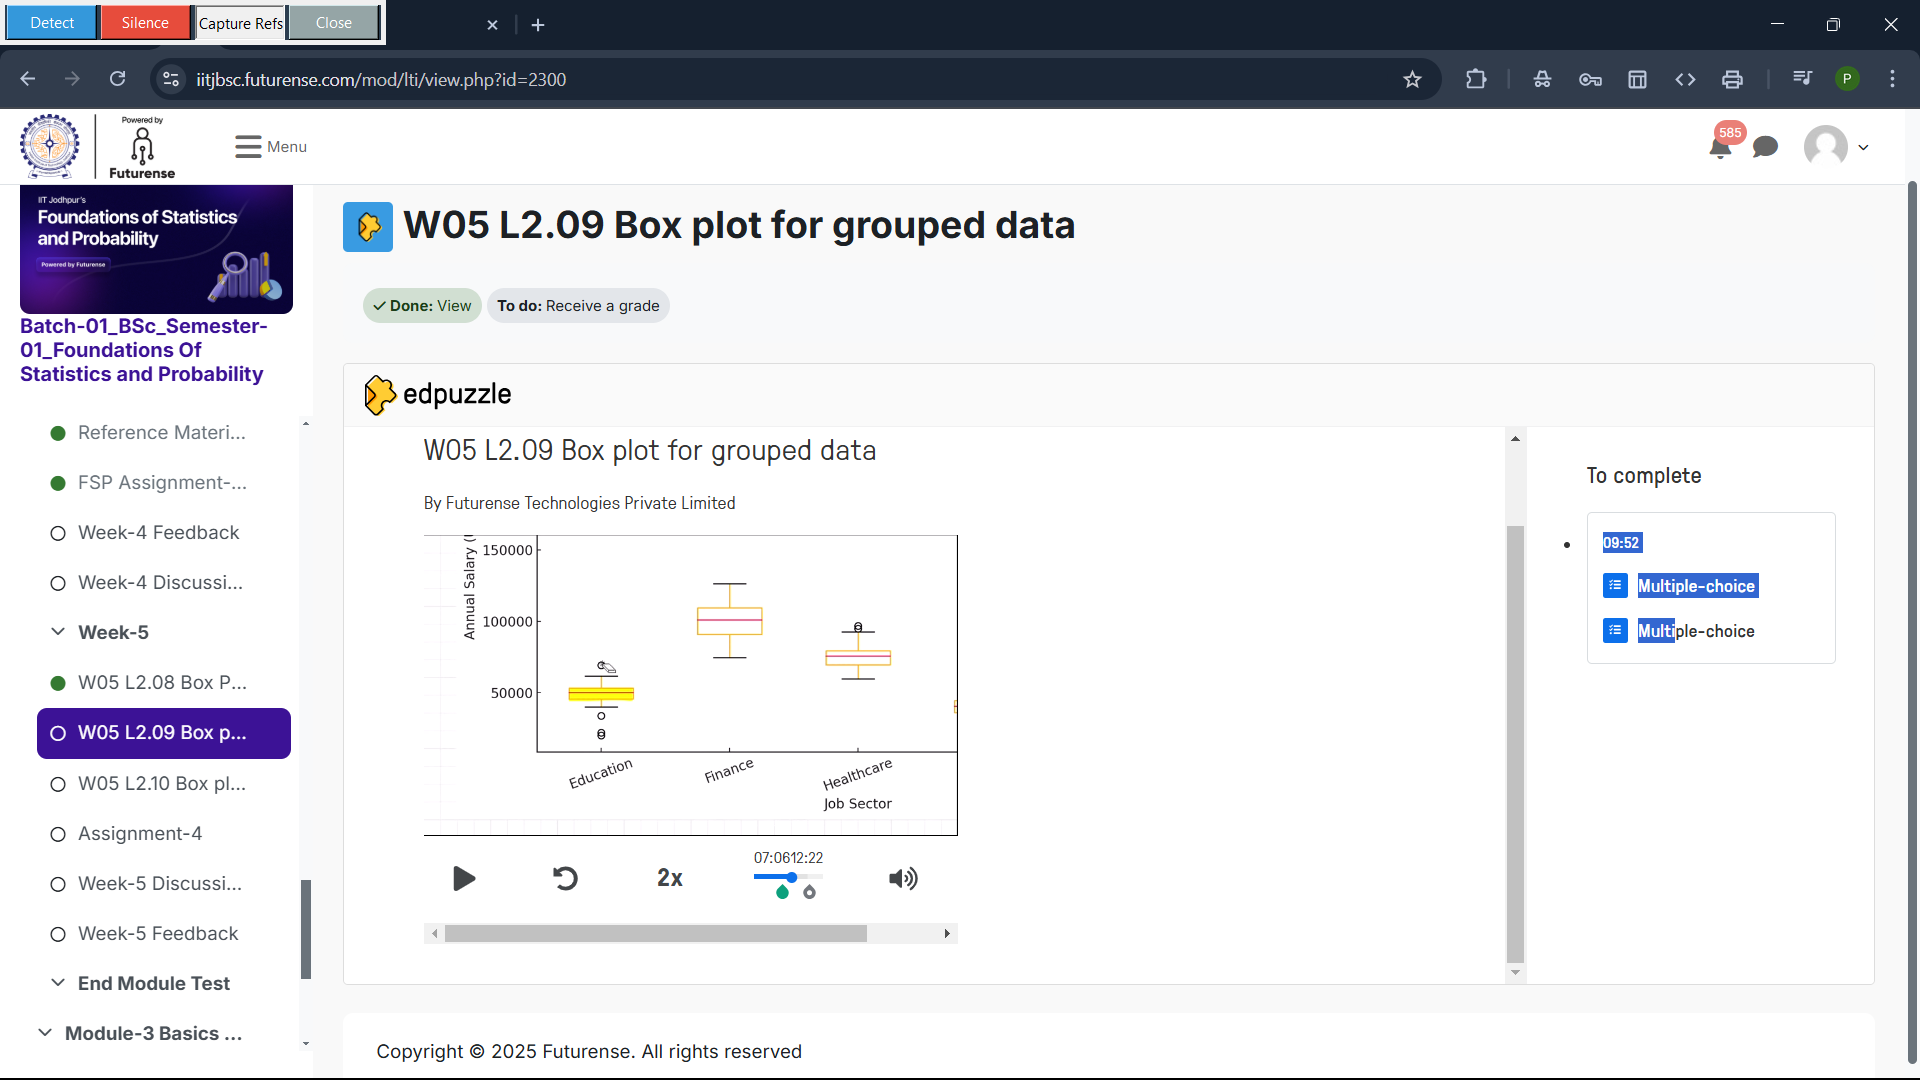 Detect
Silence
Capture Refs
Close
iitjbsc.futurense.com/mod/lti/view.php?id=2300
P
Powered by
Futurense
Menu
585
IIT Jodhpur's
Foundations of Statistics
and Probability
Powered by Futurense
Batch-01_BSc_Semester-
01_Foundations Of
Statistics and Probability
Reference Materi...
FSP Assignment-...
Week-4 Feedback
Week-4 Discussi...
Week-5
W05 L2.08 Box P...
W05 L2.09 Box p...
W05 L2.10 Box pl...
Assignment-4
Week-5 Discussi...
Week-5 Feedback
End Module Test
Module-3 Basics ...
W05 L2.09 Box plot for grouped data
Done: View
To do: Receive a grade
edpuzzle
W05 L2.09 Box plot for grouped data
By Futurense Technologies Private Limited
Annual Salary (
150000
100000
50000
Education
Finance
Healthcare
Job Sector
2x
07:0612:22
To complete
09:52
Multiple-choice
Multiple-choice
Copyright © 2025 Futurense. All rights reserved